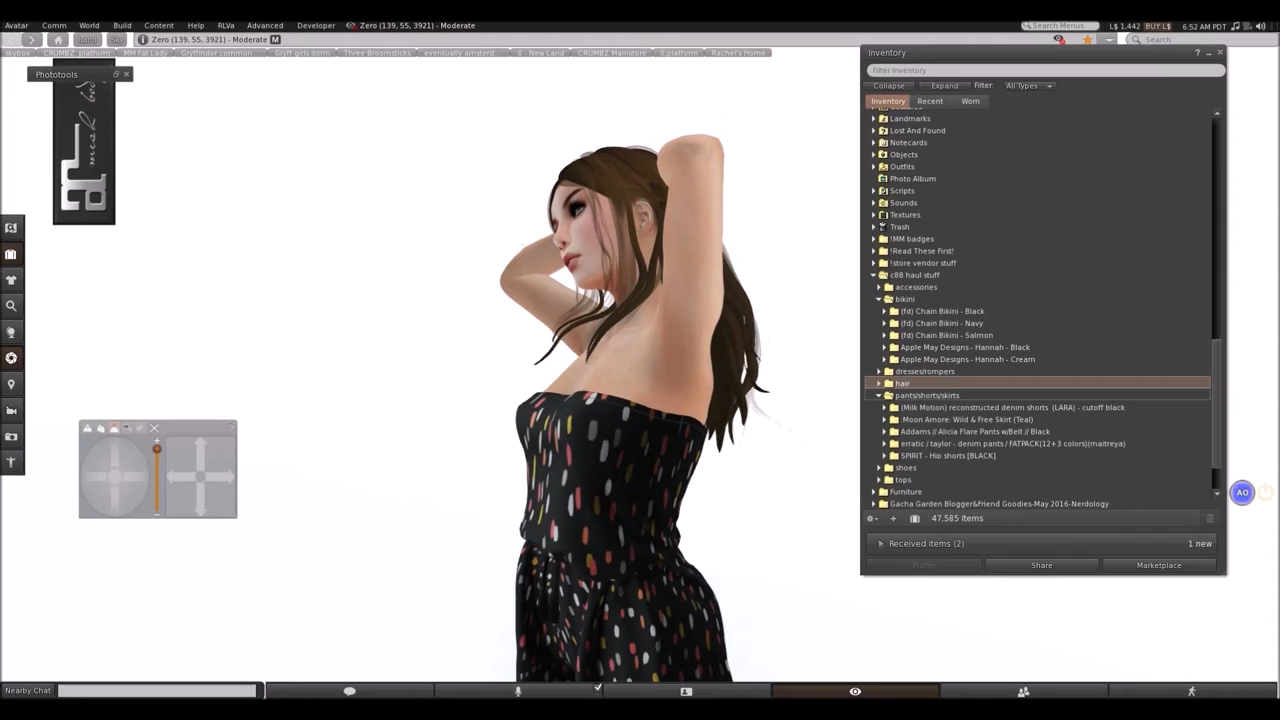 Avatar Comm World Build Content Help RLVa Advanced Developer Zero (139, 55, 3921) - Moderate Search Menus L$ 1,442 BUY L$ 6:52 AM PDT
Land Sky Zero (139, 55, 3921) - Moderate M Search
skybox CRUMBZ platform MM Fat Lady Gryffindor common Gryff girls dorm Three Broomsticks eventually amsterd 0 - New Land CRUMBZ Mainstore 0.platform Rachel's Home
Phototools
mesh body
Inventory
Filter Inventory
Collapse Expand Filter: All Types
Inventory Recent Worn
Landmarks
Lost And Found
Notecards
Objects
Outfits
Photo Album
Scripts
Sounds
Textures
Trash
!MM badges
!Read These First!
!store vendor stuff
c88 haul stuff
accessories
bikini
(fd) Chain Bikini - Black
(fd) Chain Bikini - Navy
(fd) Chain Bikini - Salmon
Apple May Designs - Hannah - Black
Apple May Designs - Hannah - Cream
dresses/rompers
hair
pants/shorts/skirts
(Milk Motion) reconstructed denim shorts (LARA) - cutoff black
:Moon Amore: Wild & Free Skirt (Teal)
Addams // Alicia Flare Pants w/Belt // Black
erratic / taylor - denim pants / FATPACK(12+3 colors)(maitreya)
SPIRIT - Hip shorts [BLACK]
shoes
tops
Furniture
Gacha Garden Blogger&Friend Goodies-May 2016-Nerdology
47,585 Items
Received items (2) 1 new
Profile Share Marketplace
AO
Nearby Chat